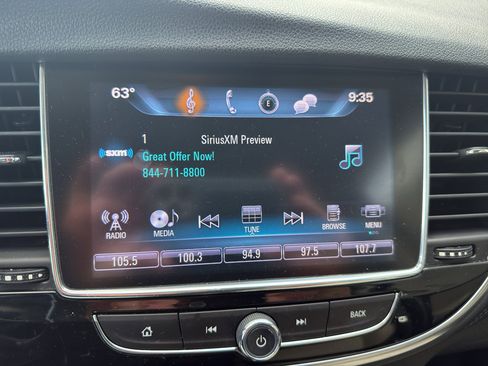 63° E 9:35
1 SiriusXM Preview
((sxm))
Great Offer Now!
844-711-8800
RADIO MEDIA TUNE BROWSE MENU
105.5 100.3 94.9 97.5 107.7
BACK